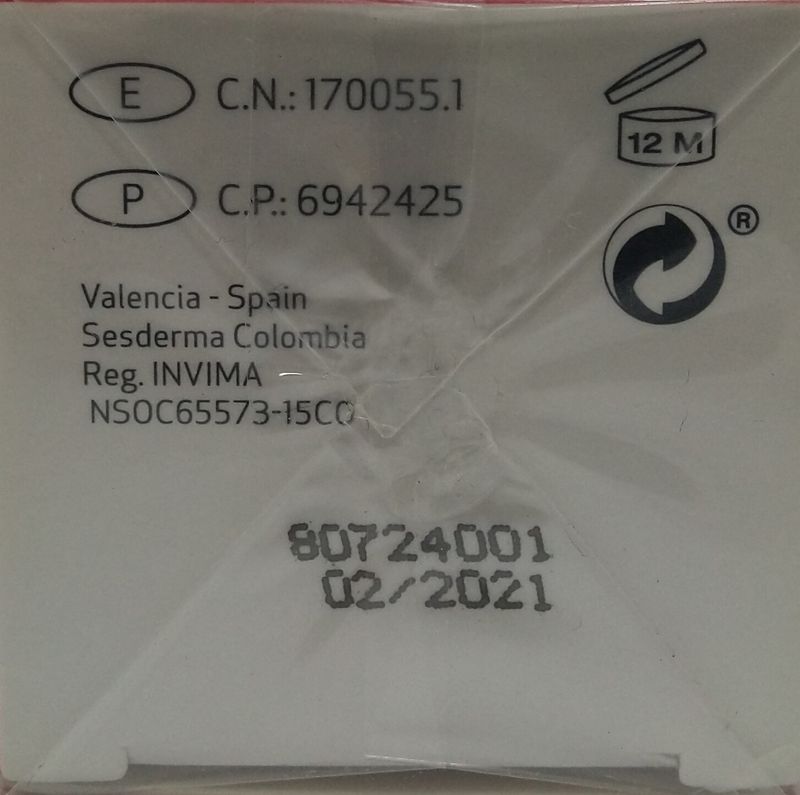 E C.N.: 170055.1
12 M
P C.P.: 6942425
®
Valencia - Spain
Sesderma Colombia
Reg. INVIMA
NSOC65573-15CO
80724001
02/2021